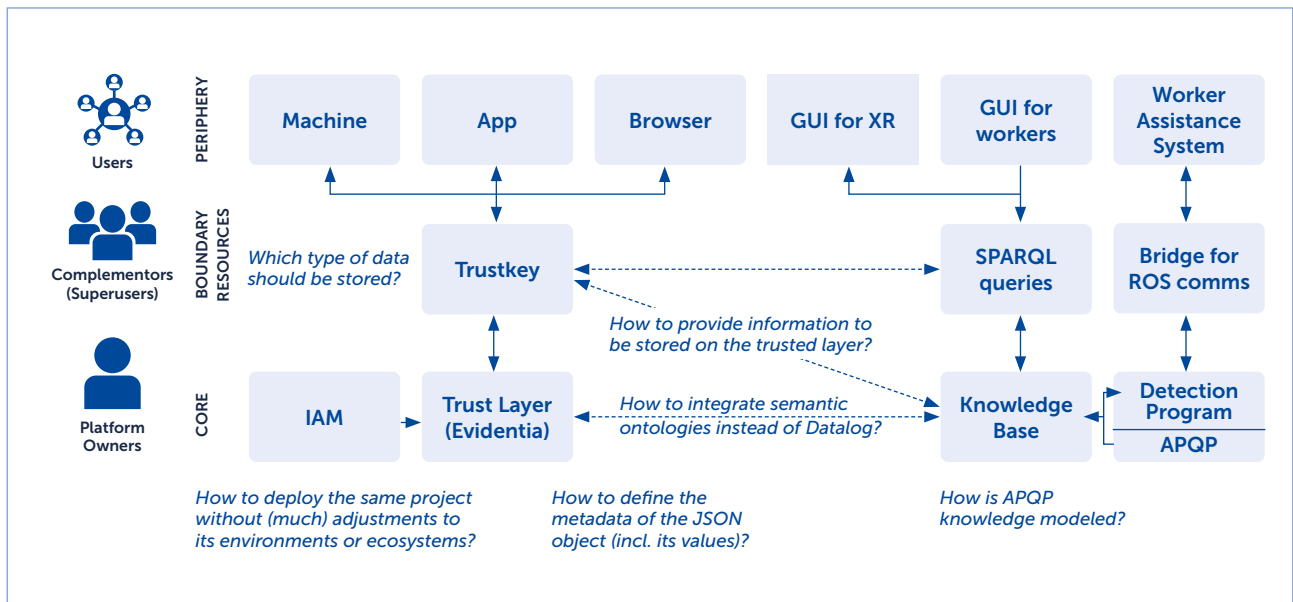 Users
PERIPHERY
Machine
App
Browser
GUI for XR
GUI for
workers
Worker
Assistance
System
Complementors
(Superusers)
BOUNDARY
RESOURCES
Which type of data
should be stored?
Trustkey
SPARQL
queries
Bridge for
ROS comms
How to provide information to
be stored on the trusted layer?
Platform
Owners
CORE
IAM
Trust Layer
(Evidentia)
How to integrate semantic
ontologies instead of Datalog?
Knowledge
Base
Detection
Program
APQP
How to deploy the same project
without (much) adjustments to
its environments or ecosystems?
How to define the
metadata of the JSON
object (incl. its values)?
How is APQP
knowledge modeled?